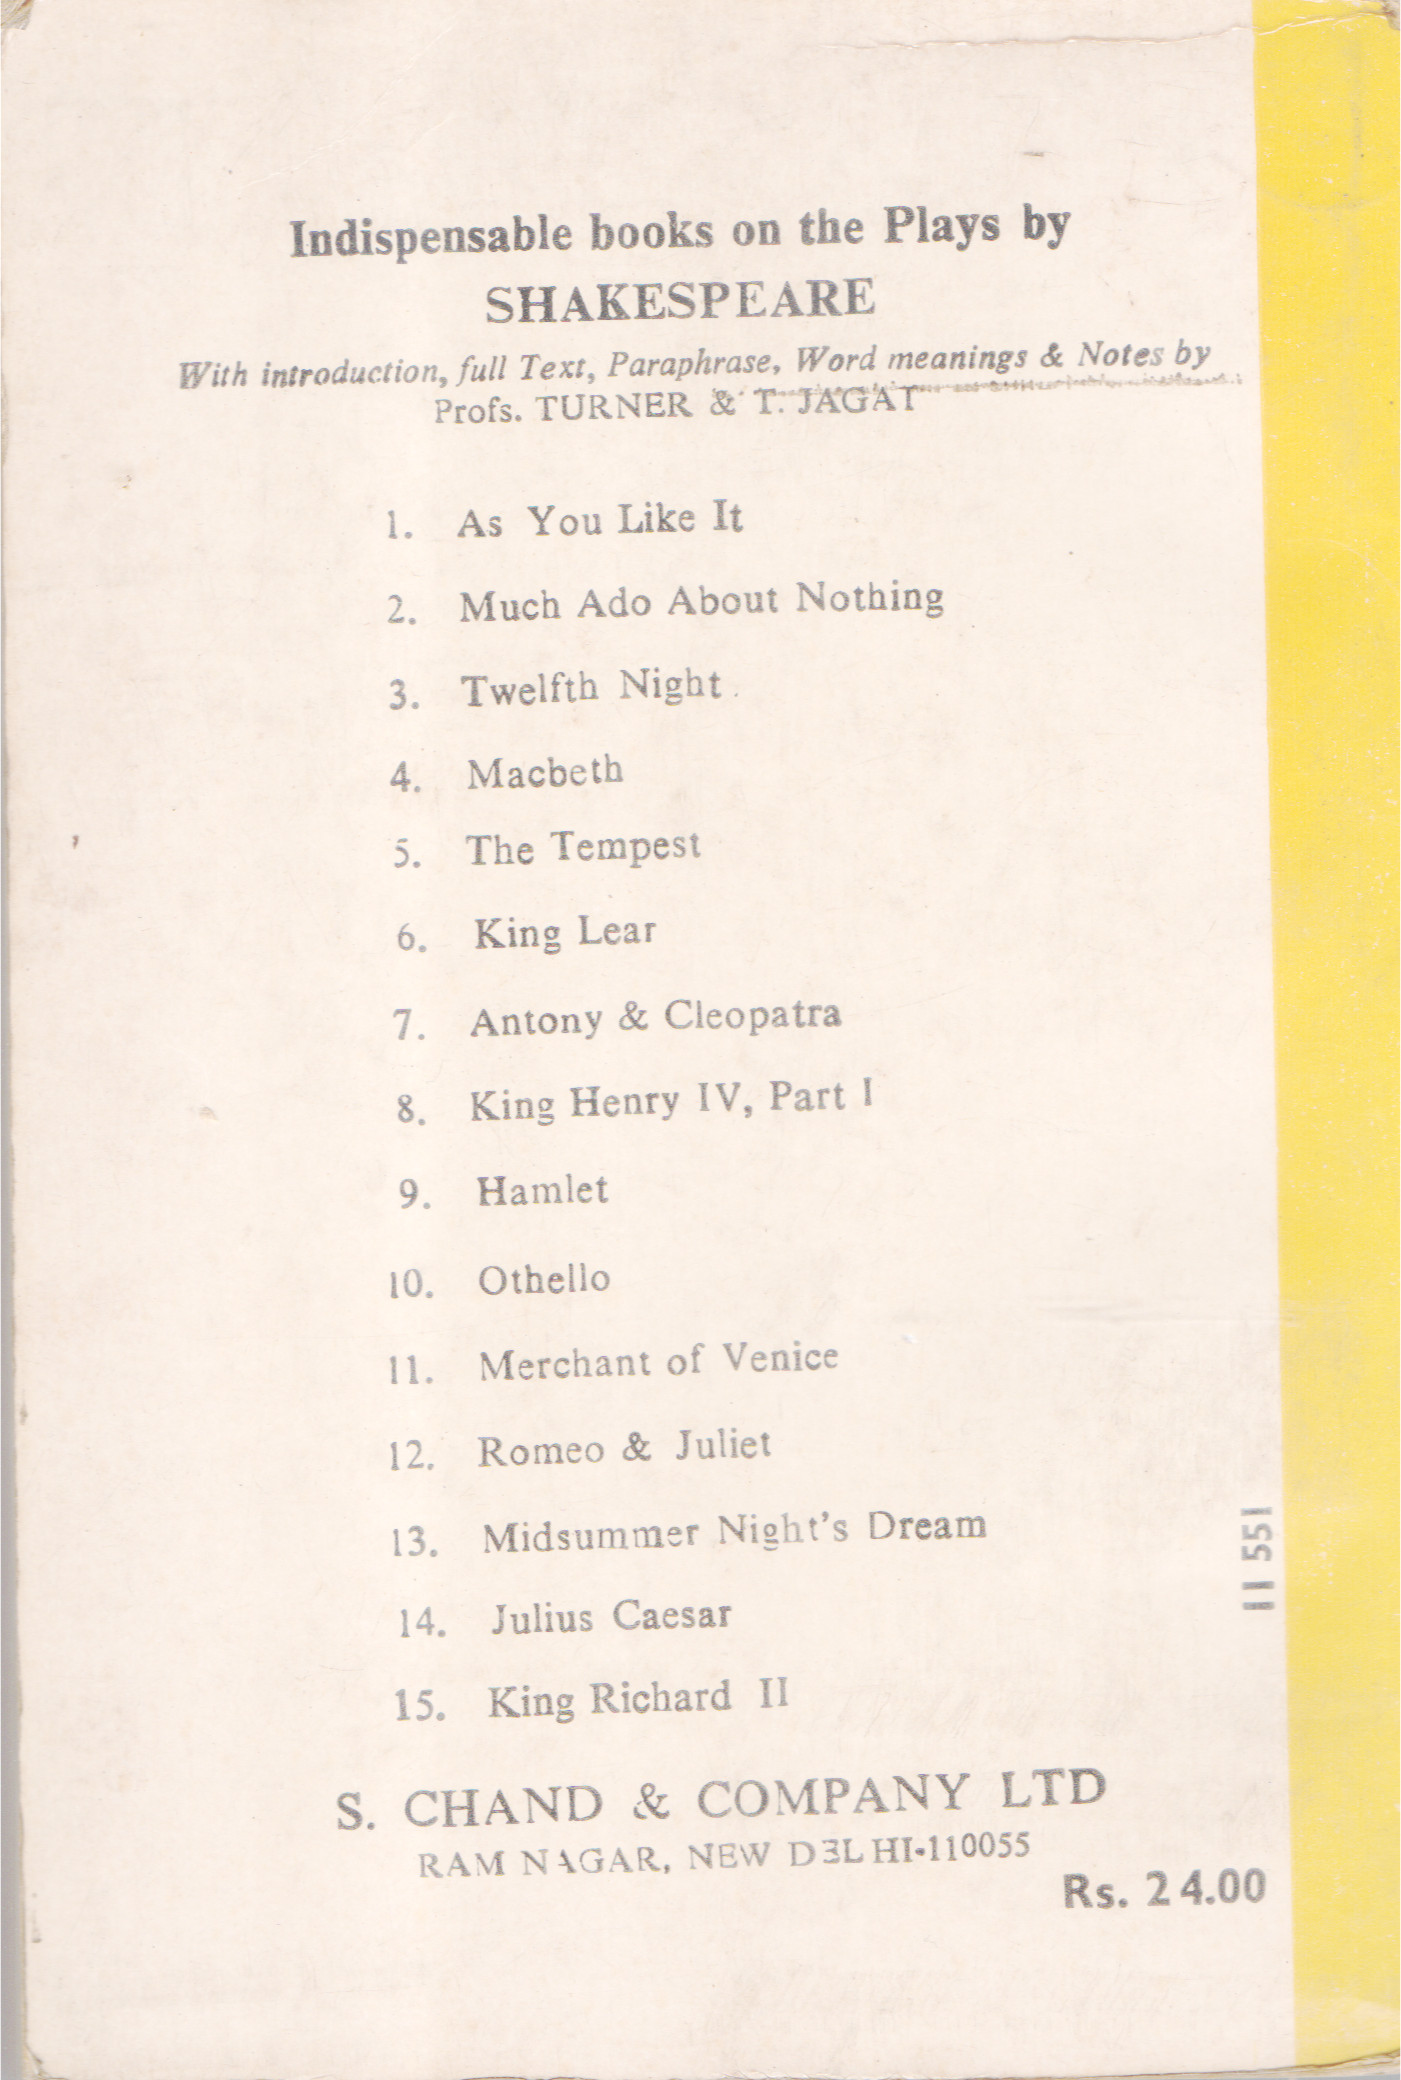 Indispensable books on the Plays by
SHAKESPEARE
With introduction, full Text, Paraphrase, Word meanings & Notes by
Profs. TURNER & T. JAGAT
1. As You Like It
2. Much Ado About Nothing
3. Twelfth Night
4. Macbeth
5. The Tempest
6. King Lear
7. Antony & Cleopatra
8. King Henry IV, Part I
9. Hamlet
10. Othello
11. Merchant of Venice
12. Romeo & Juliet
13. Midsummer Night's Dream
14. Julius Caesar
15. King Richard II
11 551
S. CHAND & COMPANY LTD
RAM NAGAR, NEW DELHI-110055
Rs. 24.00